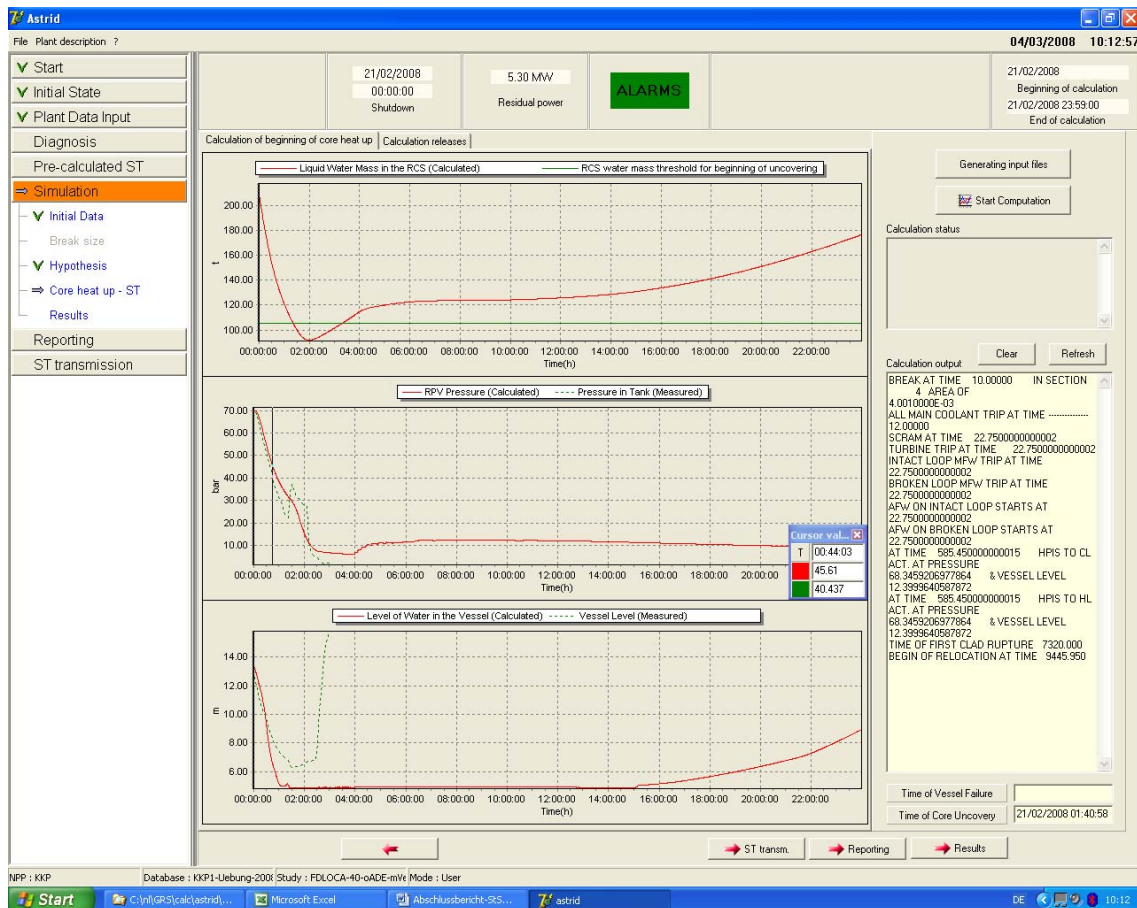 Astrid
File Plant description ?
04/03/2008 10:12:57
Start
Initial State
Plant Data Input
Diagnosis
Pre-calculated ST
Simulation
Initial Data
Break size
Hypothesis
Core heat up - ST
Results
Reporting
ST transmission
21/02/2008
00:00:00
Shutdown
5.30 MW
Residual power
ALARMS
21/02/2008
Beginning of calculation
21/02/2008 23:59:00
End of calculation
Calculation of beginning of core heat up
Calculation releases
Liquid Water Mass in the RCS (Calculated)
RCS water mass threshold for beginning of uncovering
200.00
180.00
160.00
140.00
120.00
100.00
t
00:00:00 02:00:00 04:00:00 06:00:00 08:00:00 10:00:00 12:00:00 14:00:00 16:00:00 18:00:00 20:00:00 22:00:00
Time(h)
RPV Pressure (Calculated)
Pressure in Tank (Measured)
70.00
60.00
50.00
40.00
30.00
20.00
10.00
bar
00:00:00 02:00:00 04:00:00 06:00:00 08:00:00 10:00:00 12:00:00 14:00:00 16:00:00 18:00:00 20:00:00
Time(h)
Cursor val...
T 00:44:03
45.61
40.437
Level of Water in the Vessel (Calculated)
Vessel Level (Measured)
14.00
12.00
10.00
8.00
6.00
m
00:00:00 02:00:00 04:00:00 06:00:00 08:00:00 10:00:00 12:00:00 14:00:00 16:00:00 18:00:00 20:00:00 22:00:00
Time(h)
Generating input files
Start Computation
Calculation status
Clear
Refresh
Calculation output
BREAK AT TIME 10.00000 IN SECTION
4 AREA OF
4.0010000E-03
ALL MAIN COOLANT TRIP AT TIME --------------
12.00000
SCRAM AT TIME 22.7500000000002
TURBINE TRIP AT TIME 22.7500000000002
INTACT LOOP MFW TRIP AT TIME
22.7500000000002
BROKEN LOOP MFW TRIP AT TIME
22.7500000000002
AFW ON INTACT LOOP STARTS AT
22.7500000000002
AFW ON BROKEN LOOP STARTS AT
22.7500000000002
AT TIME 585.450000000015 HPIS TO CL
ACT. AT PRESSURE
68.3459206977864 & VESSEL LEVEL
12.3999640587872
AT TIME 585.450000000015 HPIS TO HL
ACT. AT PRESSURE
68.3459206977864 & VESSEL LEVEL
12.3999640587872
TIME OF FIRST CLAD RUPTURE 7320.000
BEGIN OF RELOCATION AT TIME 9445.950
Time of Vessel Failure
Time of Core Uncovery 21/02/2008 01:40:58
ST transm.
Reporting
Results
NPP : KKP
Database : KKP1-Uebung-200
Study : FDLOCA-40-oADE-mVe
Mode : User
Start
C:\nl\GRS\calc\astrid\...
Microsoft Excel
Abschlussbericht-StS...
astrid
DE
10:12